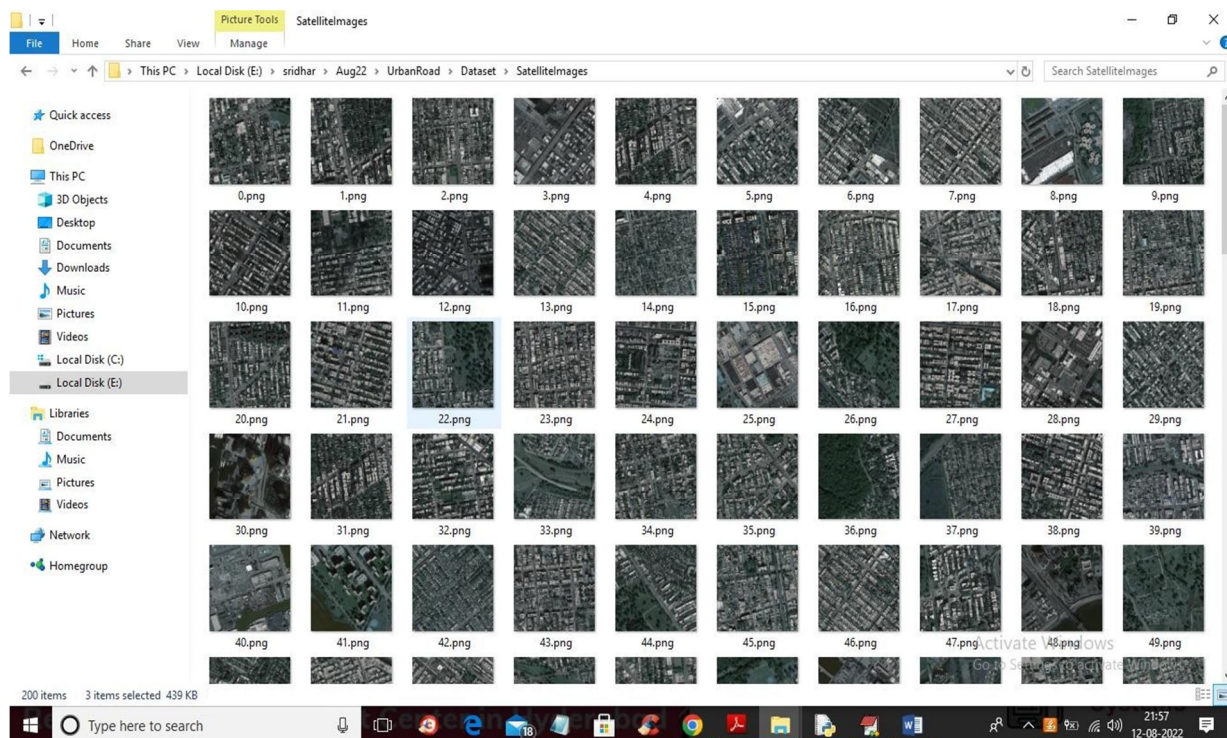 Picture Tools SatelliteImages
File Home Share View Manage
This PC > Local Disk (E:) > sridhar > Aug22 > UrbanRoad > Dataset > SatelliteImages
Search SatelliteImages
Quick access
OneDrive
This PC
3D Objects
Desktop
Documents
Downloads
Music
Pictures
Videos
Local Disk (C:)
Local Disk (E:)
Libraries
Documents
Music
Pictures
Videos
Network
Homegroup
0.png 1.png 2.png 3.png 4.png 5.png 6.png 7.png 8.png 9.png
10.png 11.png 12.png 13.png 14.png 15.png 16.png 17.png 18.png 19.png
20.png 21.png 22.png 23.png 24.png 25.png 26.png 27.png 28.png 29.png
30.png 31.png 32.png 33.png 34.png 35.png 36.png 37.png 38.png 39.png
40.png 41.png 42.png 43.png 44.png 45.png 46.png 47.png 48.png 49.png
Activate Windows
Go to Settings to activate Windows.
200 items 3 items selected 439 KB
Type here to search
18
21:57
12-08-2022